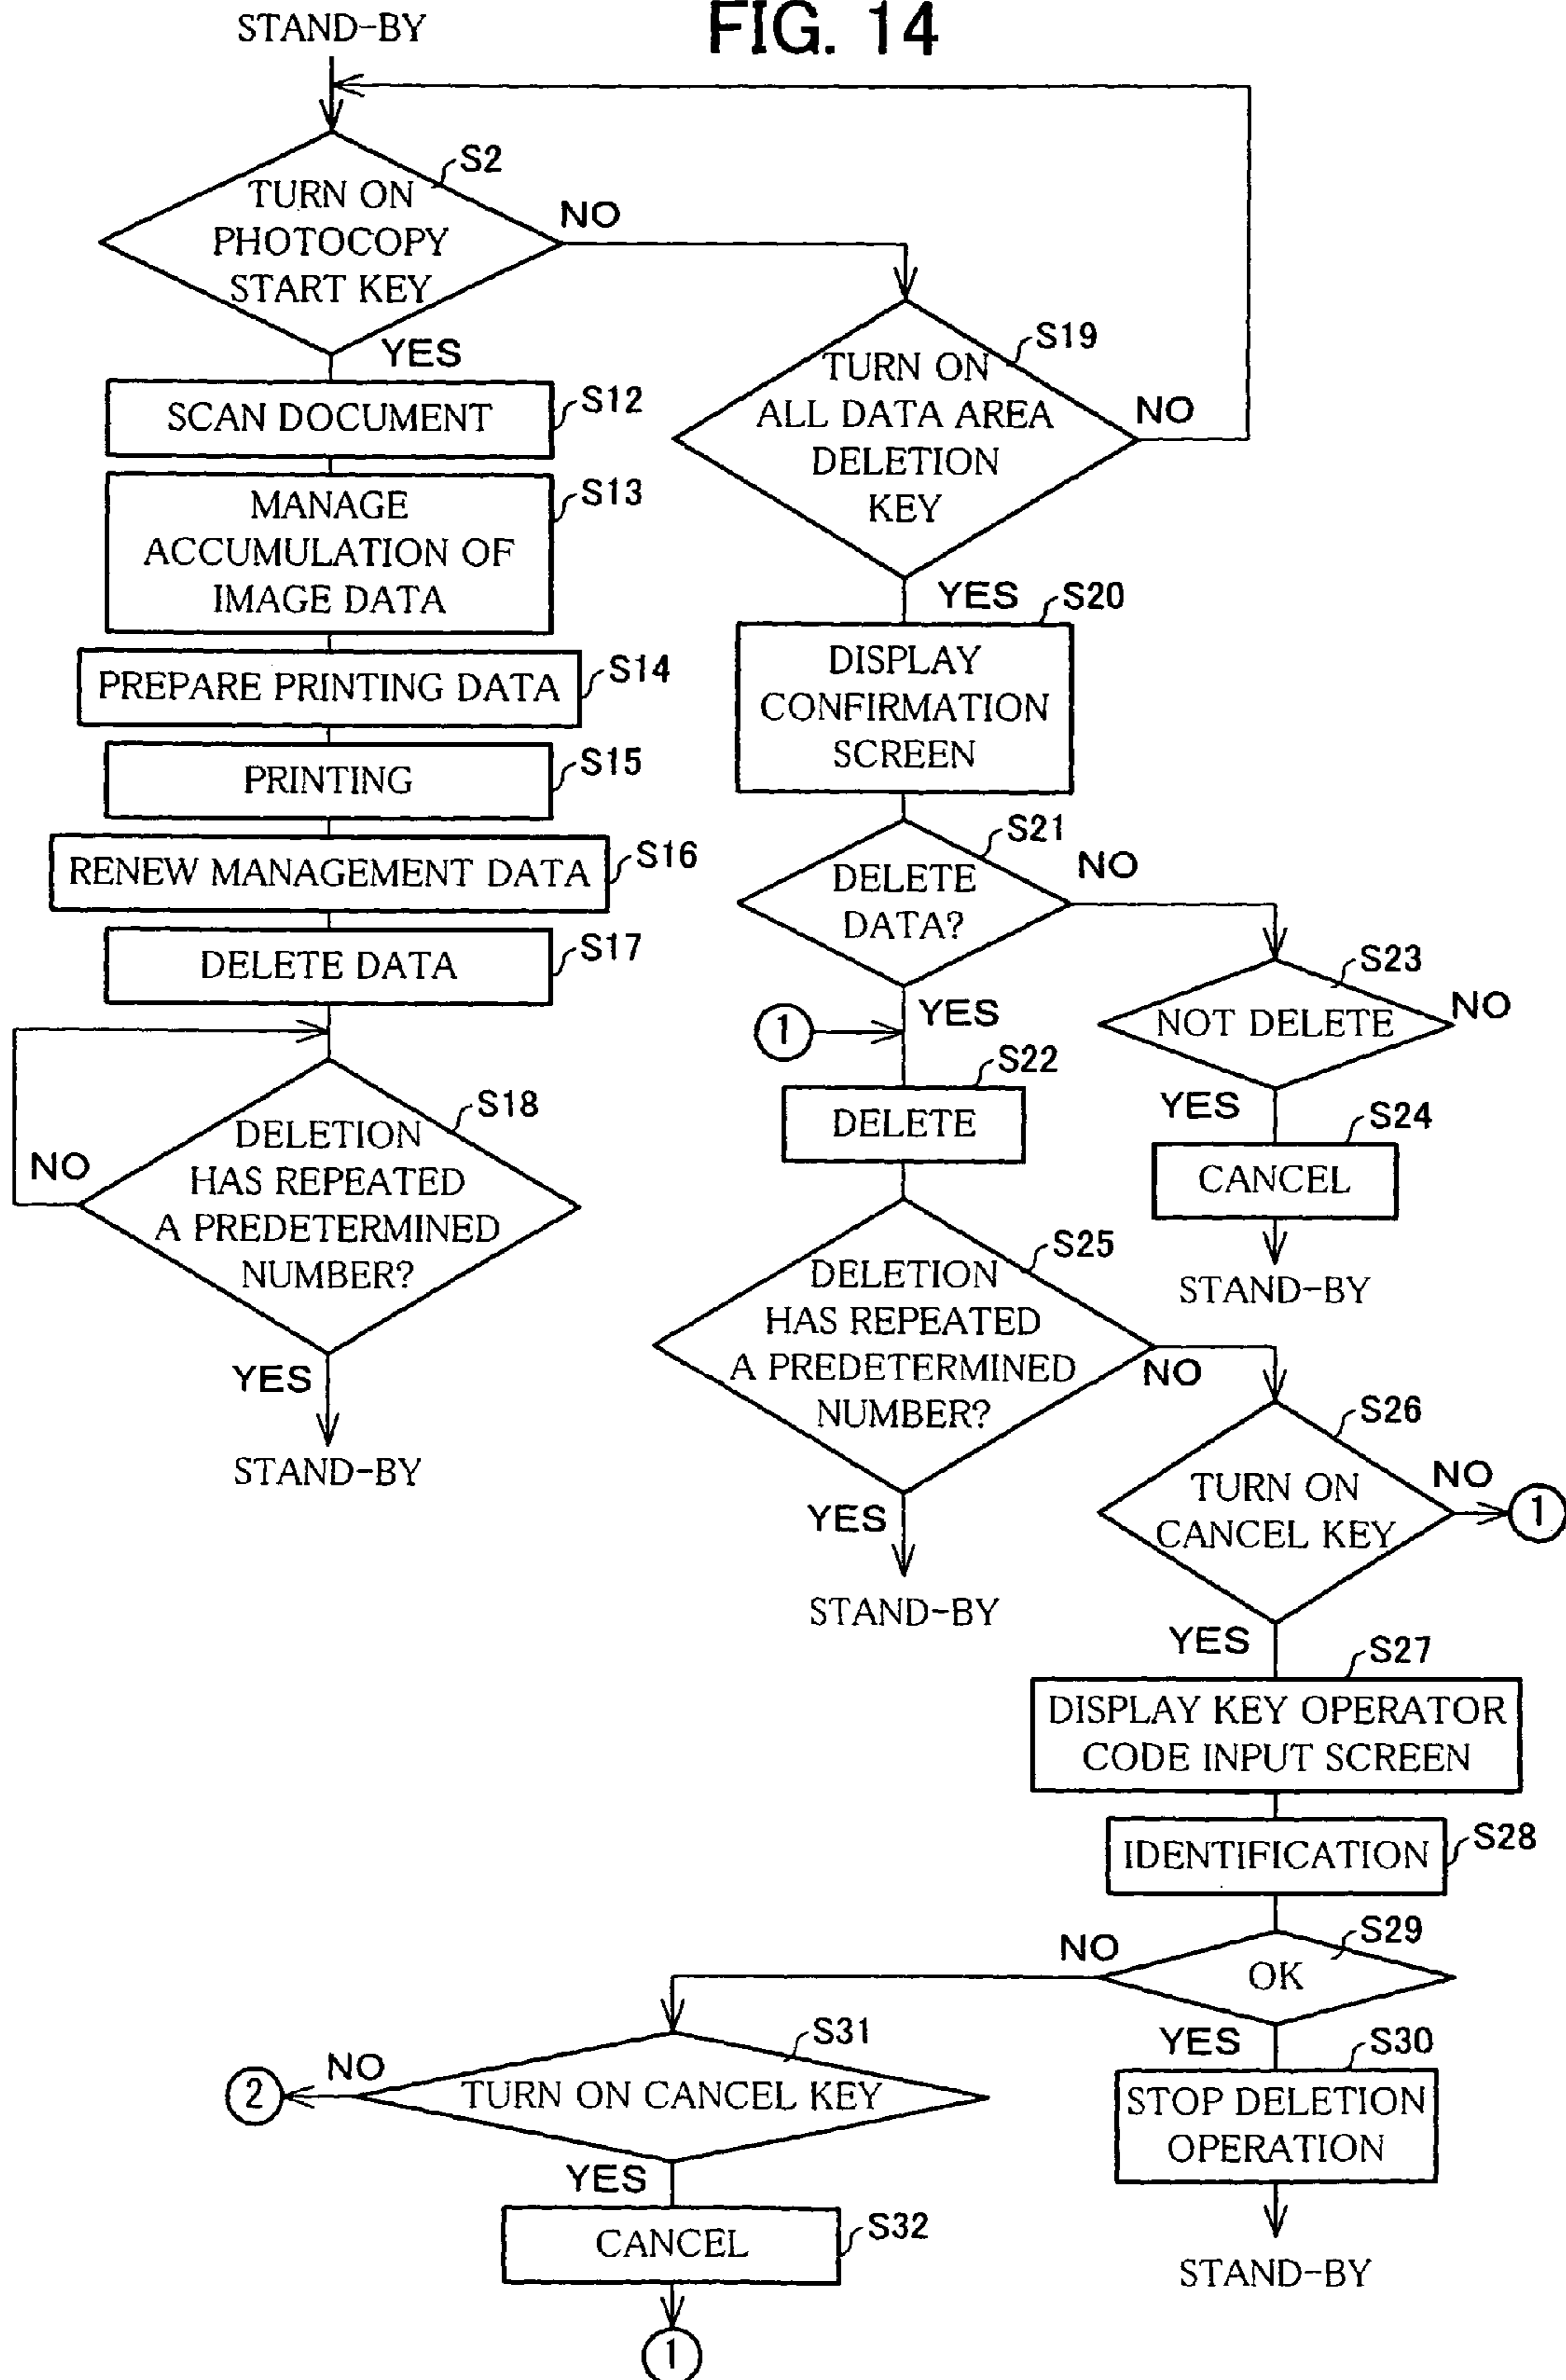 FIG. 14
STAND-BY
S2
TURN ON
PHOTOCOPY
START KEY
NO
YES
S12
SCAN DOCUMENT
S13
MANAGE
ACCUMULATION OF
IMAGE DATA
S14
PREPARE PRINTING DATA
S15
PRINTING
S16
RENEW MANAGEMENT DATA
S17
DELETE DATA
S18
DELETION
HAS REPEATED
A PREDETERMINED
NUMBER?
NO
YES
STAND-BY
S19
TURN ON
ALL DATA AREA
DELETION
KEY
NO
YES
S20
DISPLAY
CONFIRMATION
SCREEN
S21
DELETE
DATA?
NO
YES
1
S22
DELETE
S23
NOT DELETE
NO
YES
S24
CANCEL
STAND-BY
S25
DELETION
HAS REPEATED
A PREDETERMINED
NUMBER?
NO
YES
STAND-BY
S26
TURN ON
CANCEL KEY
NO
1
YES
S27
DISPLAY KEY OPERATOR
CODE INPUT SCREEN
S28
IDENTIFICATION
S29
OK
NO
YES
S30
STOP DELETION
OPERATION
STAND-BY
S31
TURN ON CANCEL KEY
NO
2
YES
S32
CANCEL
1